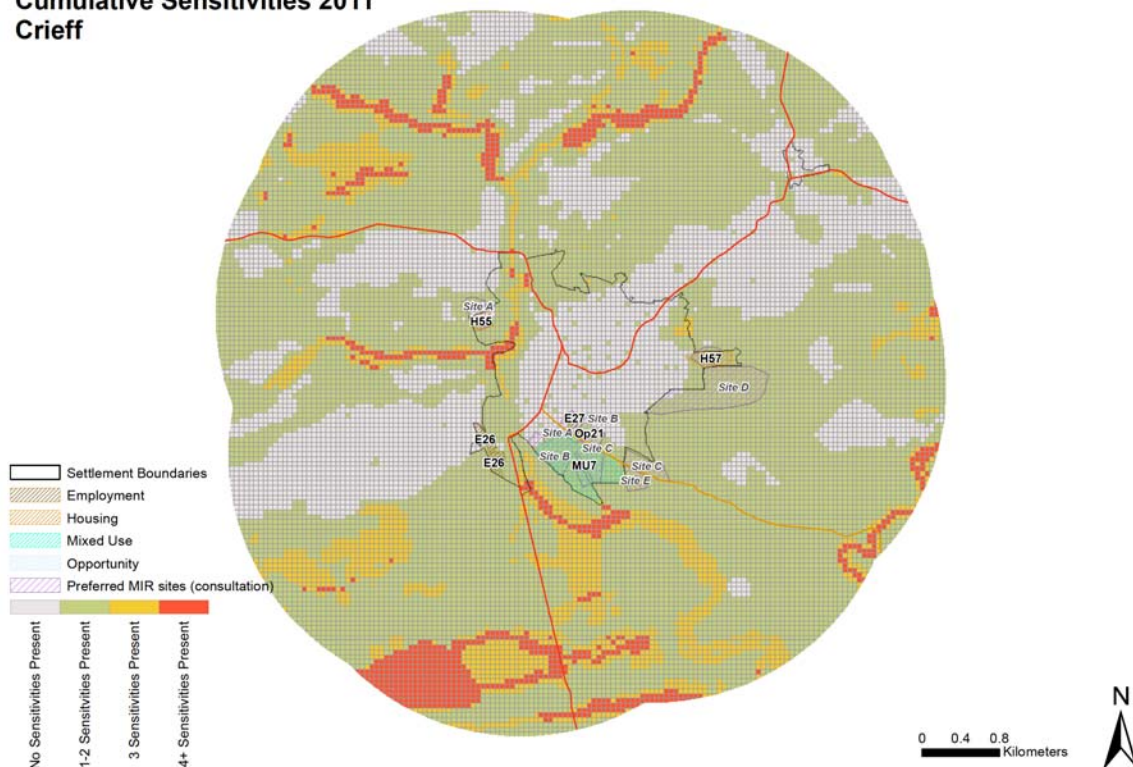 Cumulative Sensitivities 2011
Crieff
Site A
H55
H57
Site D
E27 Site B
Site A Op21
E26
Site C
Site B
MU7
E26
Site C
Site E
Settlement Boundaries
Employment
Housing
Mixed Use
Opportunity
Preferred MIR sites (consultation)
No Sensitivities Present
1-2 Sensitvities Present
3 Sensitivities Present
4+ Sensitivities Present
0 0.4 0.8
Kilometers
N